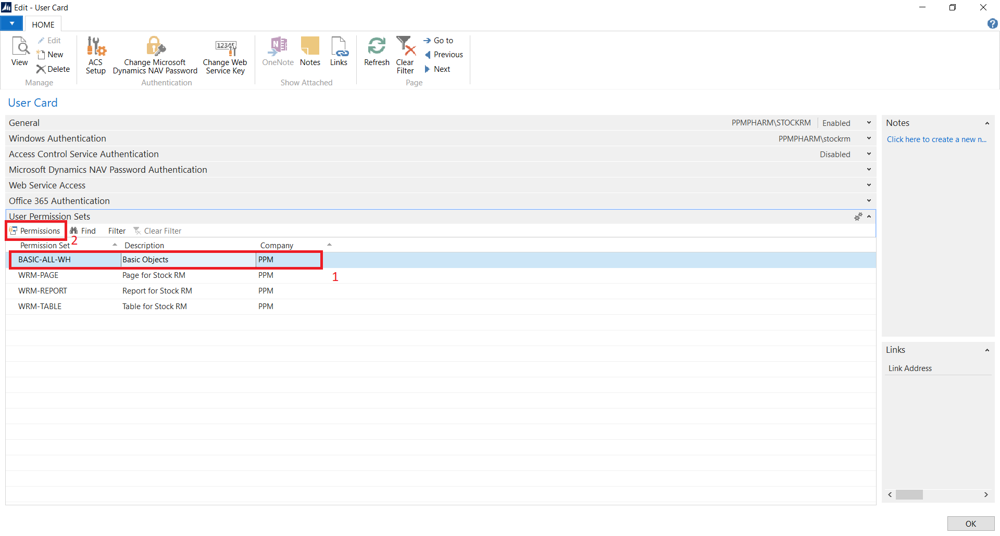 Edit - User Card
HOME
View
Edit
New
Delete
Manage
ACS Setup
Change Microsoft Dynamics NAV Password
Change Web Service Key
Authentication
OneNote
Notes
Links
Show Attached
Refresh
Clear Filter
Go to
Previous
Next
Page
User Card
General PPMPHARM\STOCKRM Enabled
Windows Authentication PPMPHARM\stockrm
Access Control Service Authentication Disabled
Microsoft Dynamics NAV Password Authentication
Web Service Access
Office 365 Authentication
User Permission Sets
Permissions Find Filter Clear Filter
2
Permission Set Description Company
BASIC-ALL-WH Basic Objects PPM
1
WRM-PAGE Page for Stock RM PPM
WRM-REPORT Report for Stock RM PPM
WRM-TABLE Table for Stock RM PPM
Notes
Click here to create a new n...
Links
Link Address
OK